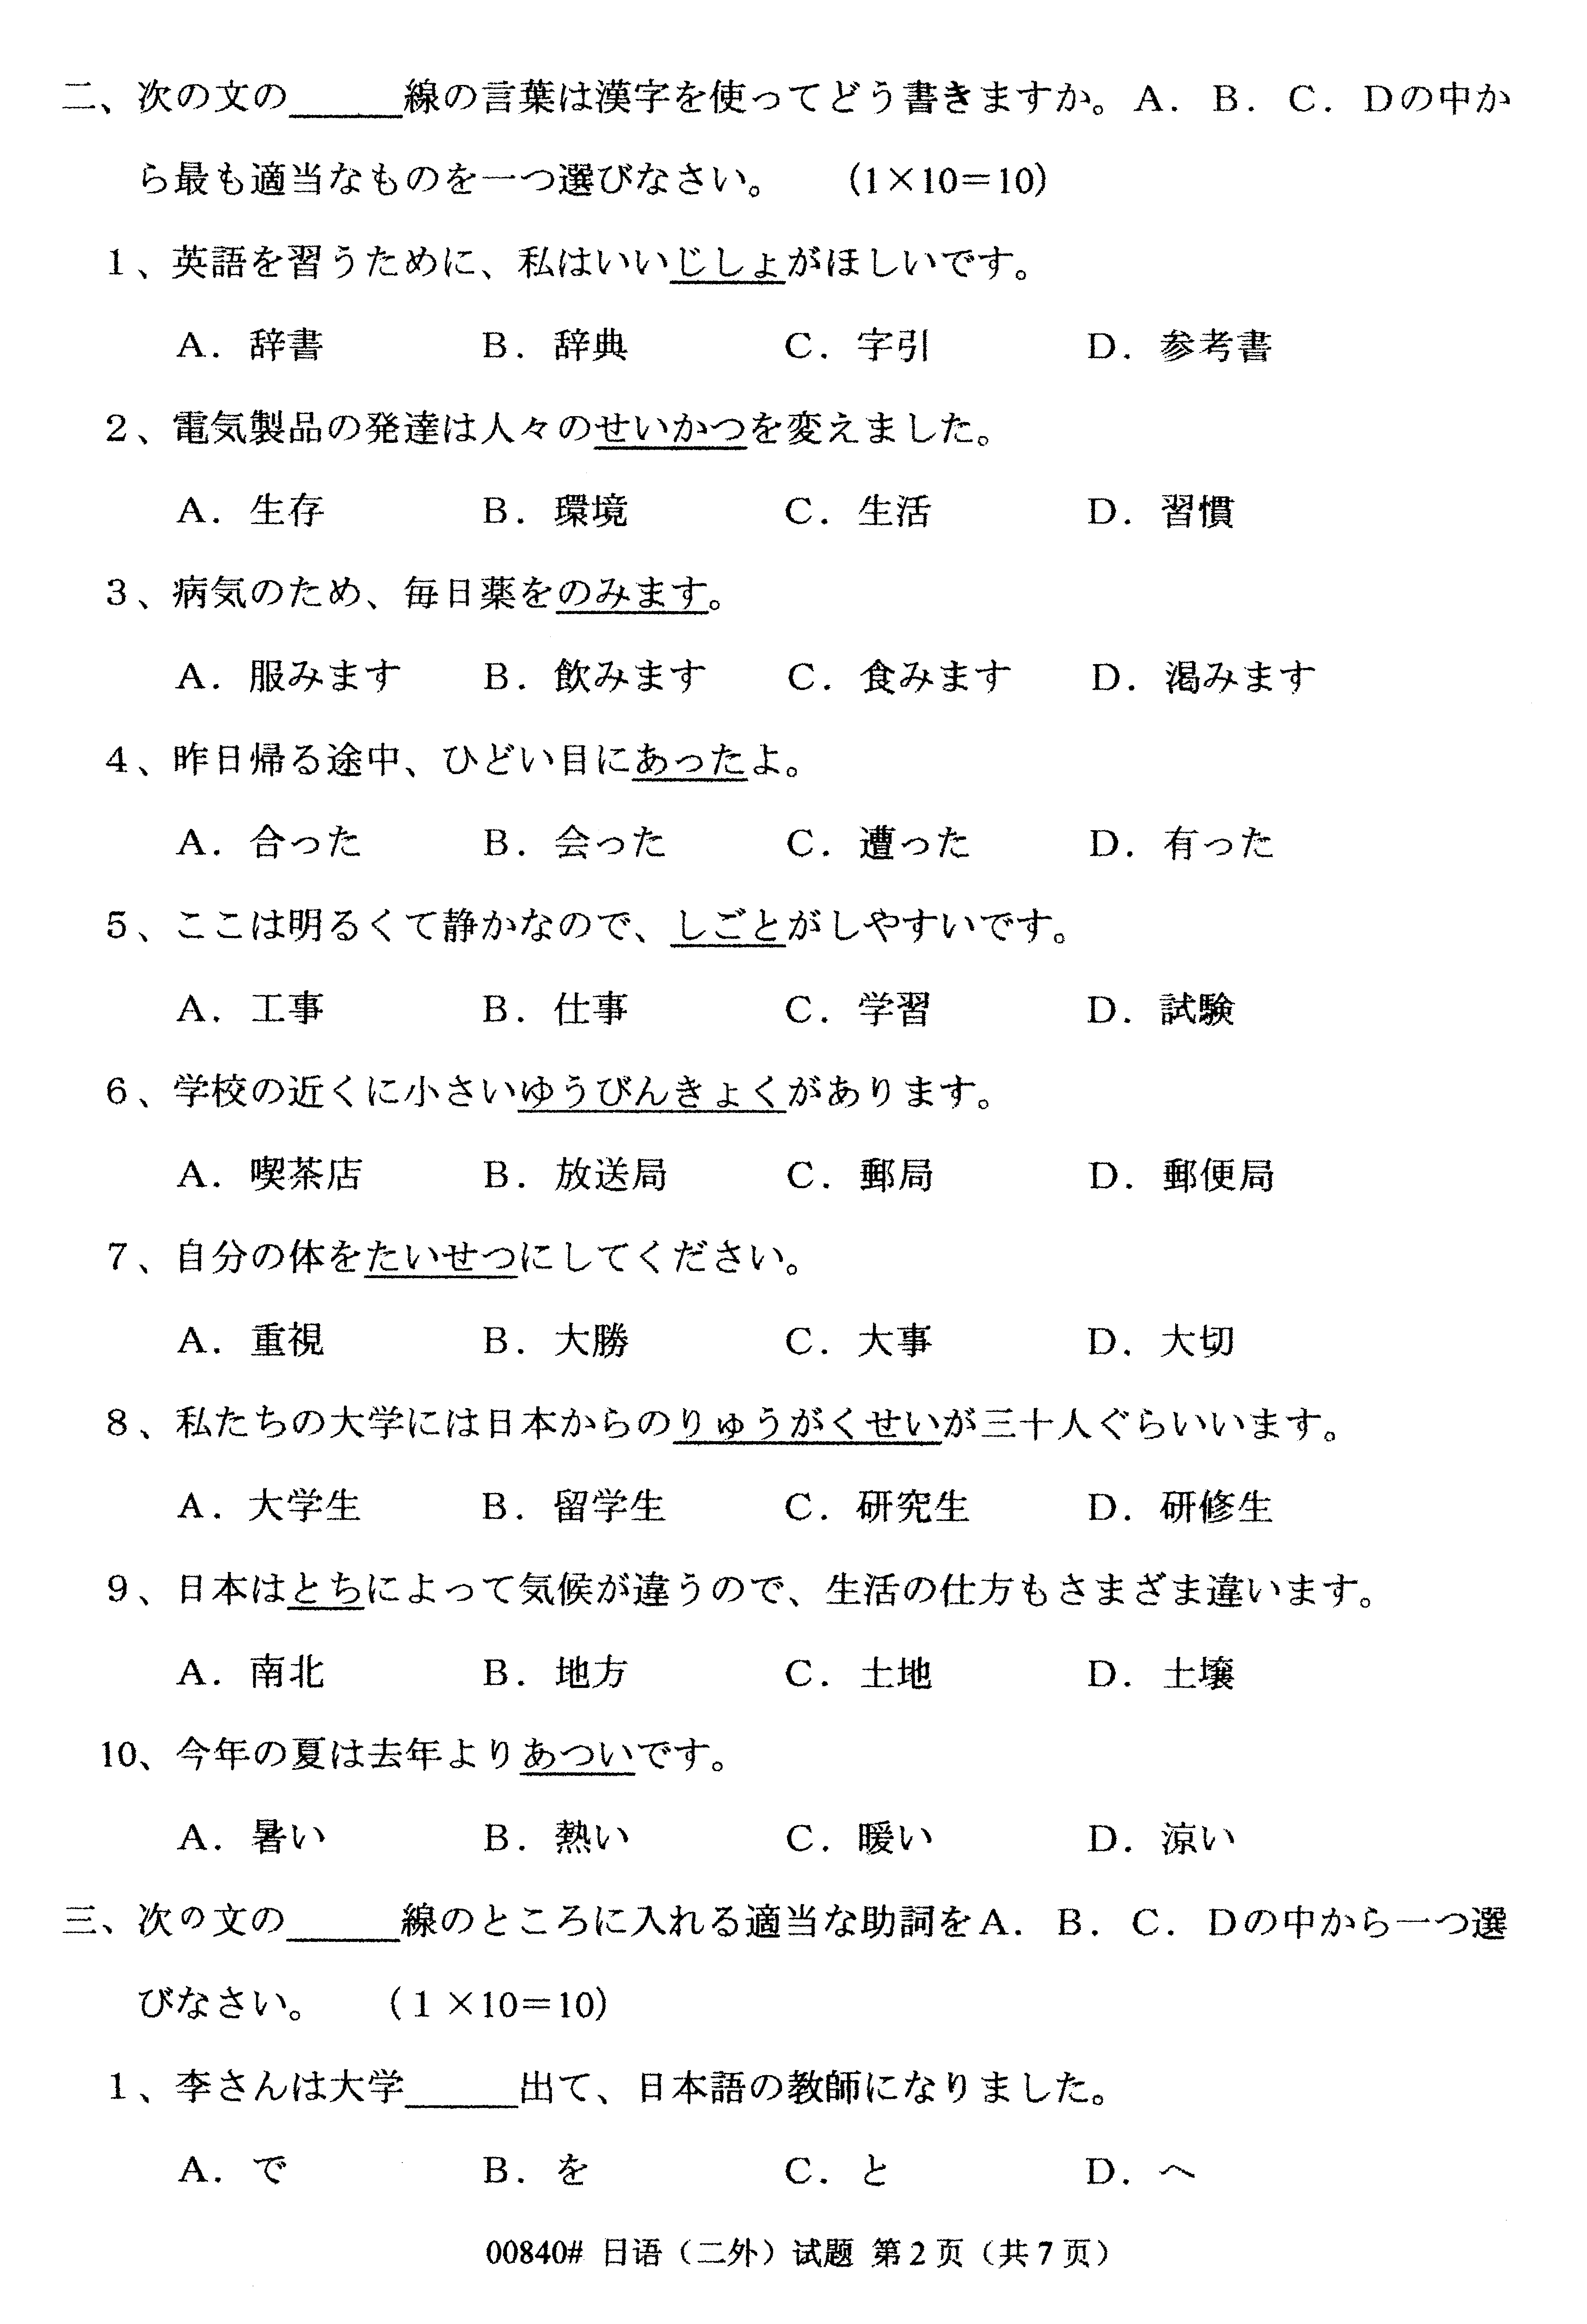 二、次の文の______線の言葉は漢字を使ってどう書きますか。A．B．C．Dの中か
ら最も適当なものを一つ選びなさい。 （1×10＝10）
1、英語を習うために、私はいいじしょがほしいです。
A．辞書 B．辞典 C．字引 D．参考書
2、電気製品の発達は人々のせいかつを変えました。
A．生存 B．環境 C．生活 D．習慣
3、病気のため、毎日薬をのみます。
A．服みます B．飲みます C．食みます D．渇みます
4、昨日帰る途中、ひどい目にあったよ。
A．合った B．会った C．遭った D．有った
5、ここは明るくて静かなので、しごとがしやすいです。
A．工事 B．仕事 C．学習 D．試験
6、学校の近くに小さいゆうびんきょくがあります。
A．喫茶店 B．放送局 C．郵局 D．郵便局
7、自分の体をたいせつにしてください。
A．重視 B．大勝 C．大事 D．大切
8、私たちの大学には日本からのりゅうがくせいが三十人ぐらいいます。
A．大学生 B．留学生 C．研究生 D．研修生
9、日本はとちによって気候が違うので、生活の仕方もさまざま違います。
A．南北 B．地方 C．土地 D．土壌
10、今年の夏は去年よりあついです。
A．暑い B．熱い C．暖い D．涼い
三、次の文の______線のところに入れる適当な助詞をA．B．C．Dの中から一つ選
びなさい。 （1×10＝10）
1、李さんは大学______出て、日本語の教師になりました。
A．で B．を C．と D．へ
00840# 日语（二外）试题 第2页（共7页）